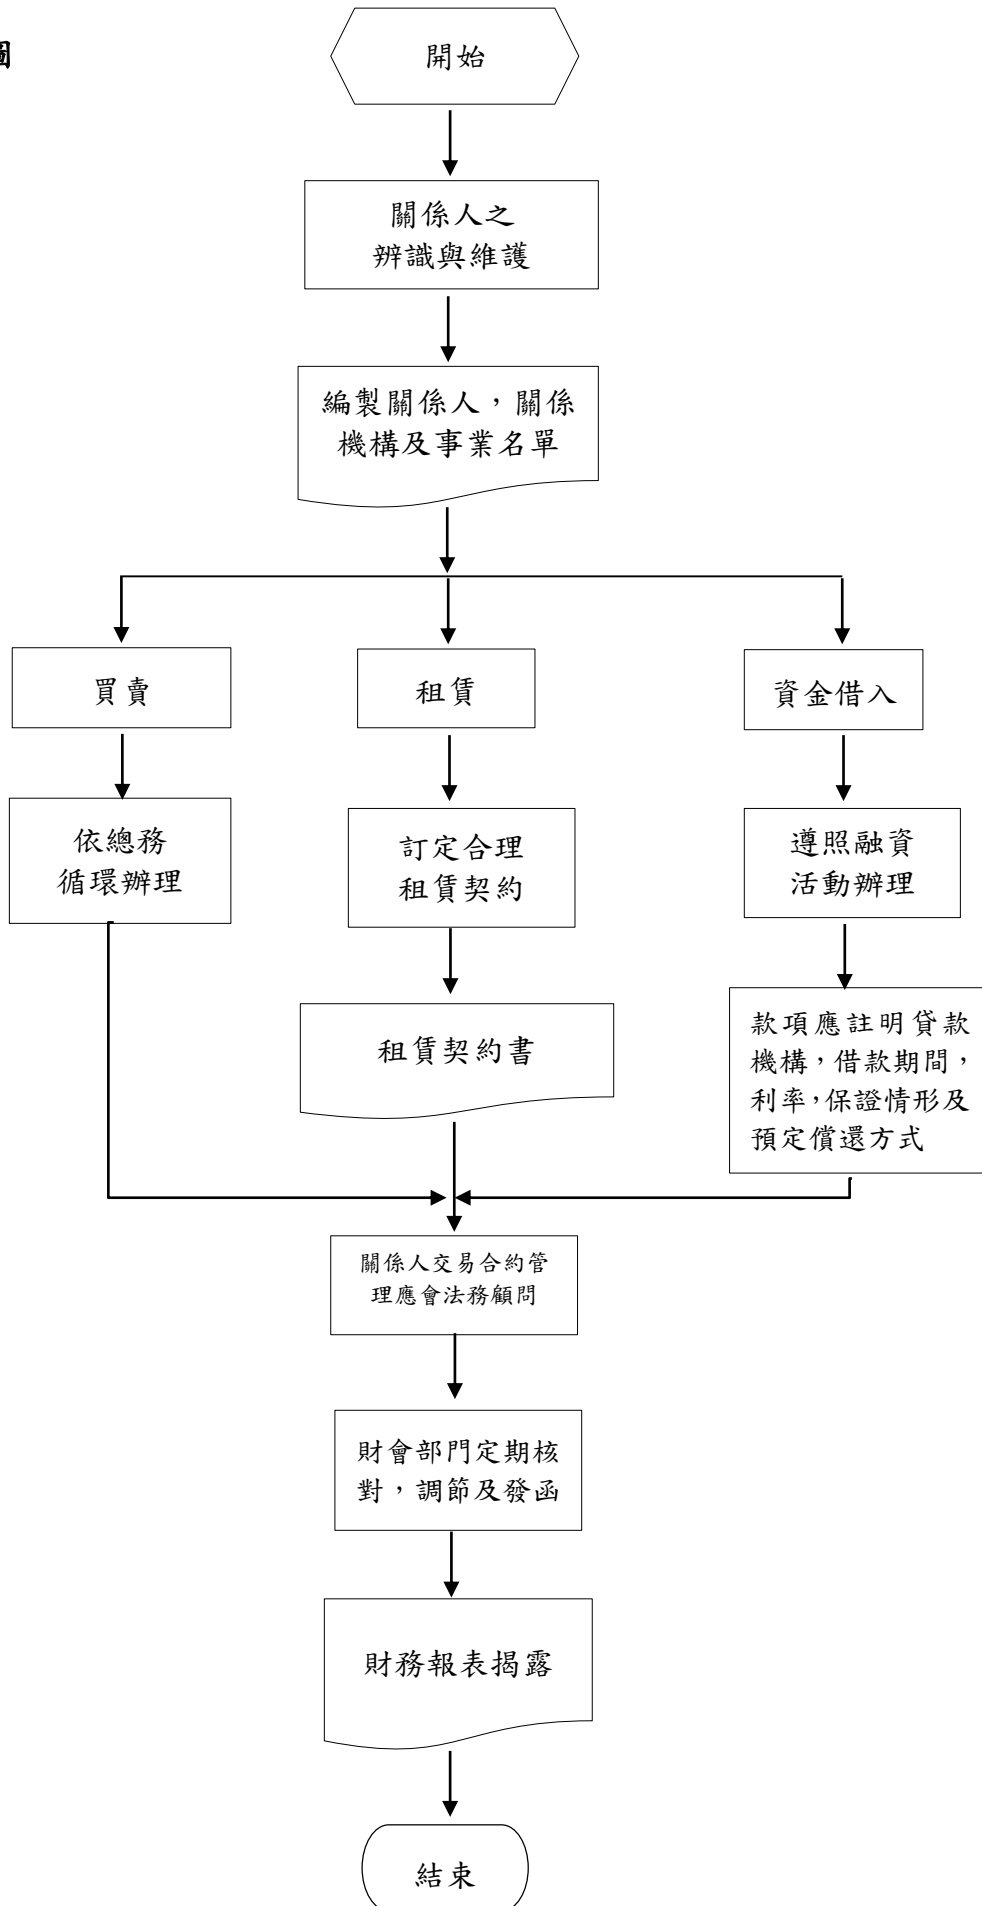 圖
開始
關係人之
辨識與維護
編製關係人，關係
機構及事業名單
買賣
租賃
資金借入
依總務
循環辦理
訂定合理
租賃契約
遵照融資
活動辦理
租賃契約書
款項應註明貸款
機構，借款期間，
利率，保證情形及
預定償還方式
關係人交易合約管
理應會法務顧問
財會部門定期核
對，調節及發函
財務報表揭露
結束